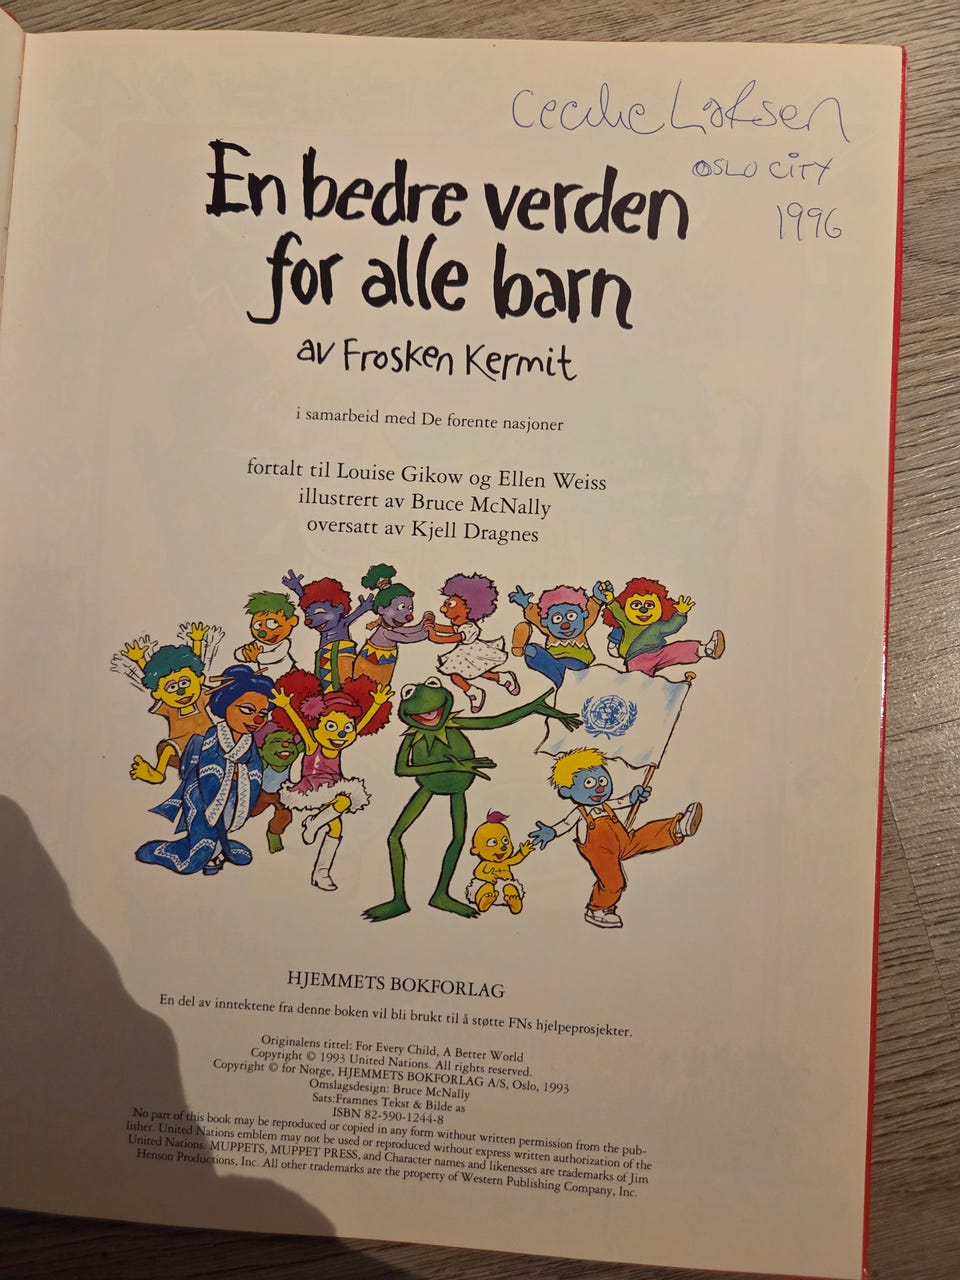 Cecilie Larsen
OSLO CITY
1996
En bedre verden
for alle barn
av Frosken Kermit
i samarbeid med De forente nasjoner
fortalt til Louise Gikow og Ellen Weiss
illustrert av Bruce McNally
oversatt av Kjell Dragnes
HJEMMETS BOKFORLAG
En del av inntektene fra denne boken vil bli brukt til å støtte FNs hjelpeprosjekter.
Originalens tittel: For Every Child, A Better World
Copyright © 1993 United Nations. All rights reserved.
Copyright © for Norge, HJEMMETS BOKFORLAG A/S, Oslo, 1993
Omslagsdesign: Bruce McNally
Sats:Framnes Tekst & Bilde as
ISBN 82-590-1244-8
No part of this book may be reproduced or copied in any form without written permission from the pub-
lisher. United Nations emblem may not be used or reproduced without express written authorization of the
United Nations. MUPPETS, MUPPET PRESS, and Character names and likenesses are trademarks of Jim
Henson Productions, Inc. All other trademarks are the property of Western Publishing Company, Inc.